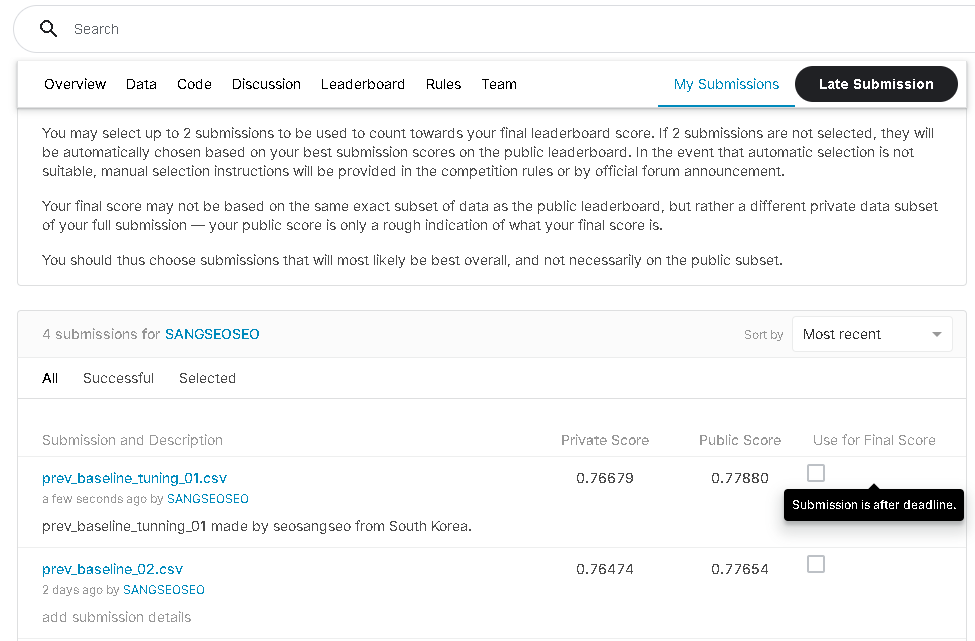 Search
Overview Data Code Discussion Leaderboard Rules Team My Submissions Late Submission
You may select up to 2 submissions to be used to count towards your final leaderboard score. If 2 submissions are not selected, they will
be automatically chosen based on your best submission scores on the public leaderboard. In the event that automatic selection is not
suitable, manual selection instructions will be provided in the competition rules or by official forum announcement.
Your final score may not be based on the same exact subset of data as the public leaderboard, but rather a different private data subset
of your full submission — your public score is only a rough indication of what your final score is.
You should thus choose submissions that will most likely be best overall, and not necessarily on the public subset.
4 submissions for SANGSEOSEO Sort by Most recent
All Successful Selected
Submission and Description Private Score Public Score Use for Final Score
prev_baseline_tuning_01.csv 0.76679 0.77880
a few seconds ago by SANGSEOSEO
Submission is after deadline.
prev_baseline_tunning_01 made by seosangseo from South Korea.
prev_baseline_02.csv 0.76474 0.77654
2 days ago by SANGSEOSEO
add submission details